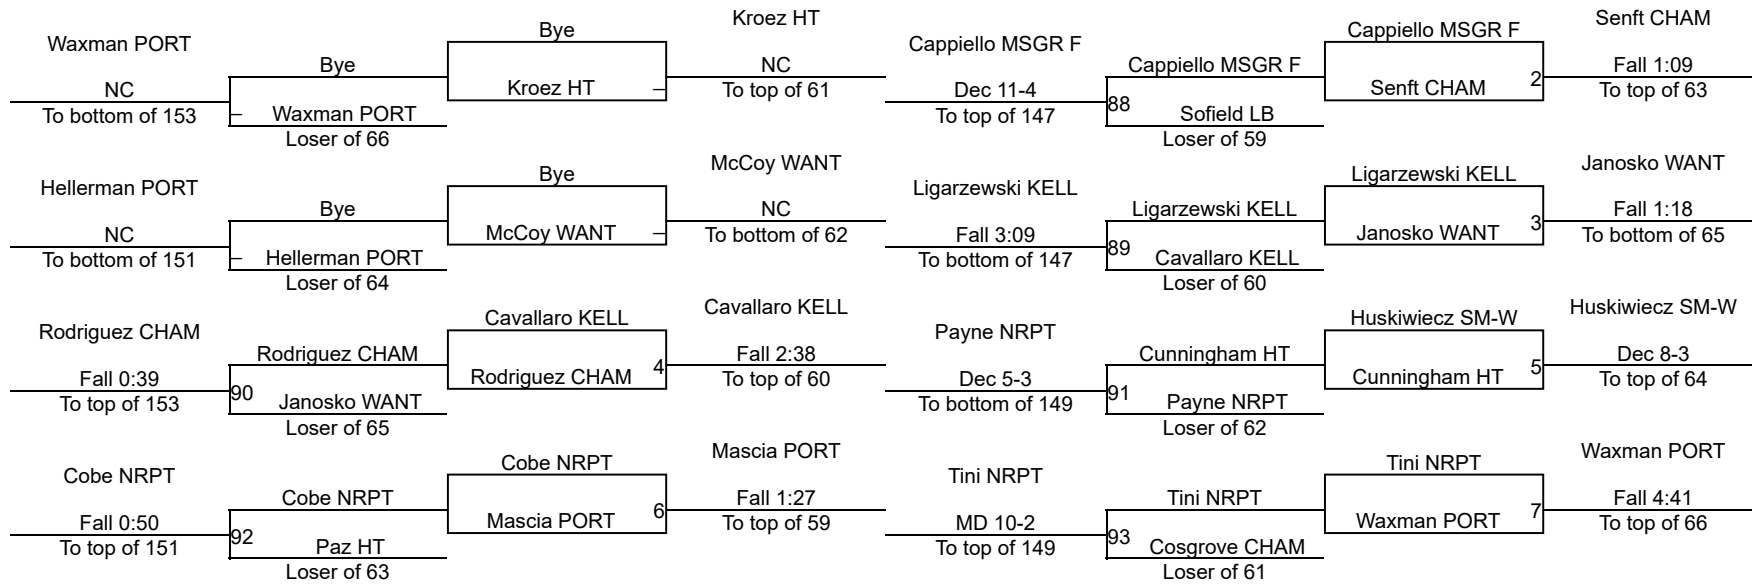 Waxman PORT
NC
To bottom of 153
Bye
–
Waxman PORT
Loser of 66
Bye
Kroez HT
–
Kroez HT
NC
To top of 61
Cappiello MSGR F
Dec 11-4
To top of 147
Cappiello MSGR F
88
Sofield LB
Loser of 59
Cappiello MSGR F
Senft CHAM
2
Senft CHAM
Fall 1:09
To top of 63
Hellerman PORT
NC
To bottom of 151
Bye
–
Hellerman PORT
Loser of 64
Bye
McCoy WANT
–
McCoy WANT
NC
To bottom of 62
Ligarzewski KELL
Fall 3:09
To bottom of 147
Ligarzewski KELL
89
Cavallaro KELL
Loser of 60
Ligarzewski KELL
Janosko WANT
3
Janosko WANT
Fall 1:18
To bottom of 65
Rodriguez CHAM
Fall 0:39
To top of 153
Rodriguez CHAM
90
Janosko WANT
Loser of 65
Cavallaro KELL
Rodriguez CHAM
4
Cavallaro KELL
Fall 2:38
To top of 60
Payne NRPT
Dec 5-3
To bottom of 149
Cunningham HT
91
Payne NRPT
Loser of 62
Huskiwiecz SM-W
Cunningham HT
5
Huskiwiecz SM-W
Dec 8-3
To top of 64
Cobe NRPT
Fall 0:50
To top of 151
Cobe NRPT
92
Paz HT
Loser of 63
Cobe NRPT
Mascia PORT
6
Mascia PORT
Fall 1:27
To top of 59
Tini NRPT
MD 10-2
To top of 149
Tini NRPT
93
Cosgrove CHAM
Loser of 61
Tini NRPT
Waxman PORT
7
Waxman PORT
Fall 4:41
To top of 66